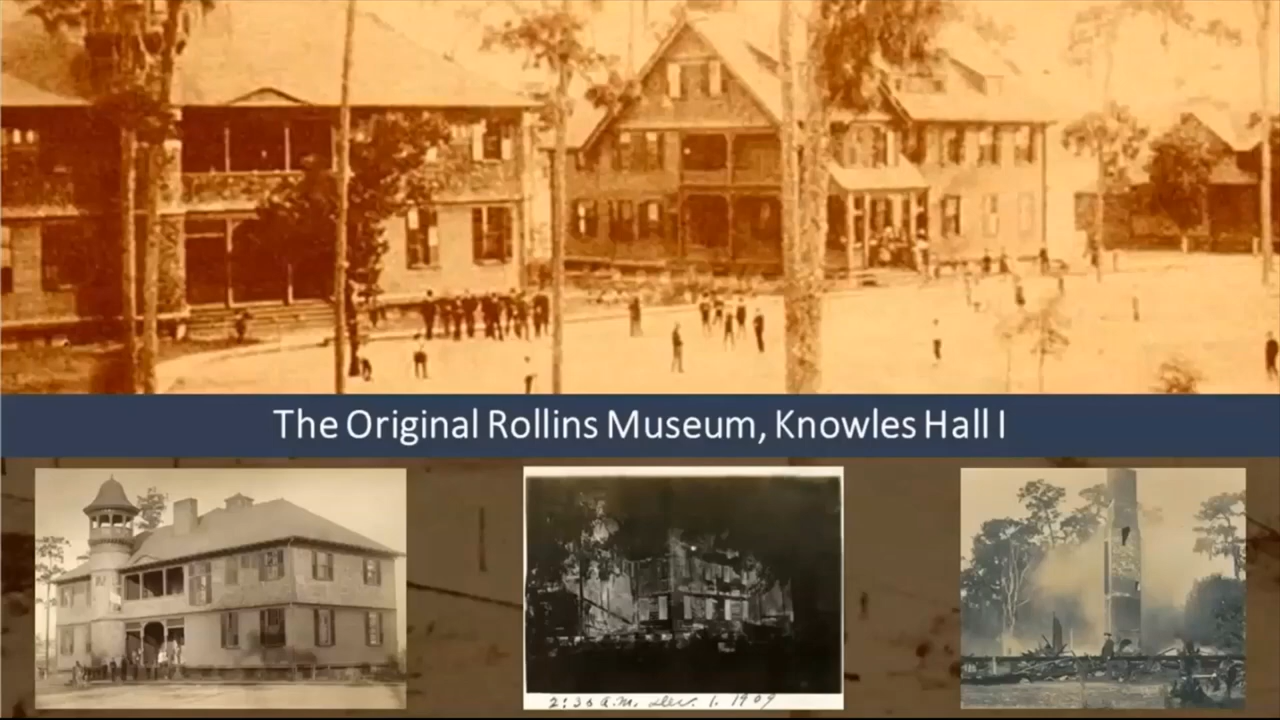 The Original Rollins Museum, Knowles Hall I
2:30 a.m. Dec. 1. 1909